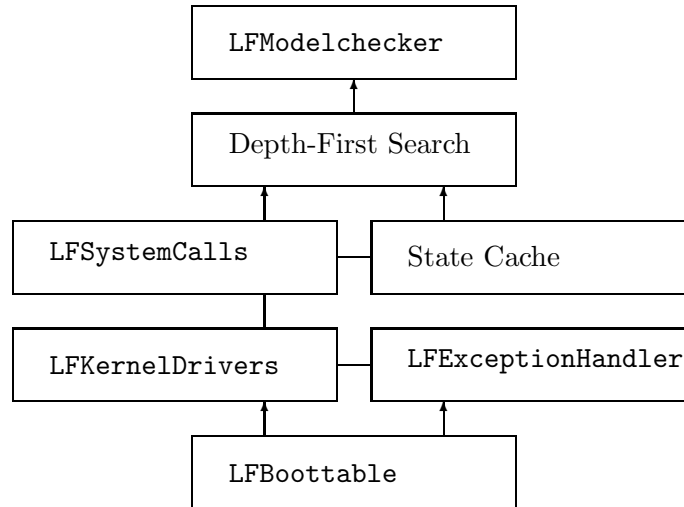 LFModelchecker
Depth-First Search
LFSystemCalls
State Cache
LFKernelDrivers
LFExceptionHandler
LFBoottable